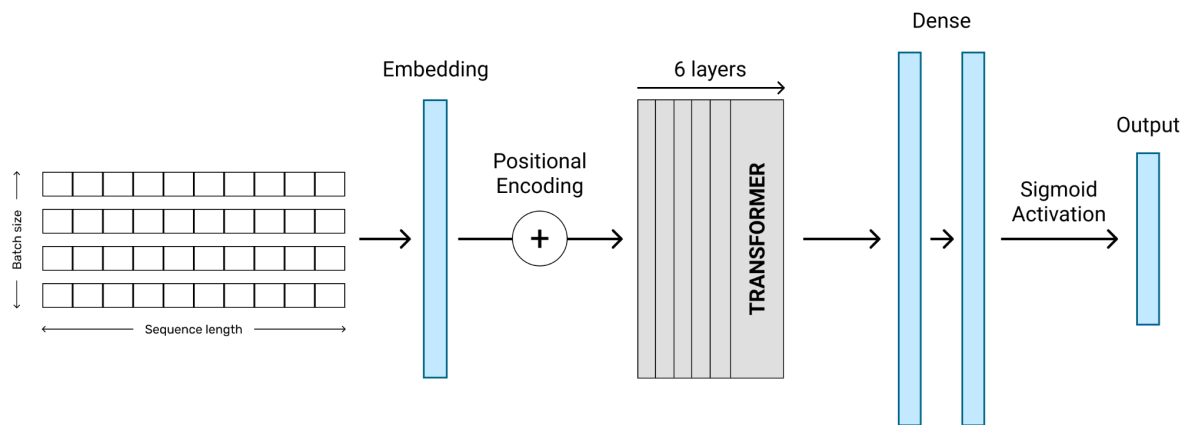 Batch size
Sequence length
Embedding
Positional
Encoding
+
6 layers
TRANSFORMER
Dense
Sigmoid
Activation
Output